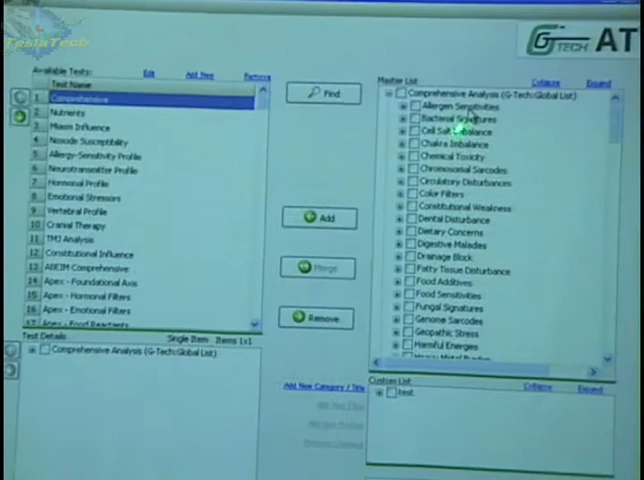 TeslaTech
G TECH AT
Available Tests: Edit Add New Remove
Test Name
1 Comprehensive
2 Nutrients
3 Miasm Influence
4 Nosode Susceptibility
5 Allergy-Sensitivity Profile
6 Neurotransmitter Profile
7 Hormonal Profile
8 Emotional Stressors
9 Vertebral Profile
10 Cranial Therapy
11 TMJ Analysis
12 Constitutional Influence
13 ABEIM Comprehensive
14 Apex - Foundational Axis
15 Apex - Hormonal Filters
16 Apex - Emotional Filters
17 Apex - Food Reactants
Find
Add
Merge
Remove
Master List Collapse Expand
Comprehensive Analysis (G-Tech:Global List)
Allergen Sensitivities
Bacterial Signatures
Cell Salt Imbalance
Chakra Imbalance
Chemical Toxicity
Chromosomal Sarcodes
Circulatory Disturbances
Color Filters
Constitutional Weakness
Dental Disturbance
Dietary Concerns
Digestive Maladies
Drainage Block
Fatty Tissue Disturbance
Food Additives
Food Sensitivities
Fungal Signatures
Genome Sarcodes
Geopathic Stress
Harmful Energies
Test Details Single Item Items 1x1
Comprehensive Analysis (G-Tech:Global List)
Add New Category / Title
Custom List Collapse Expand
test